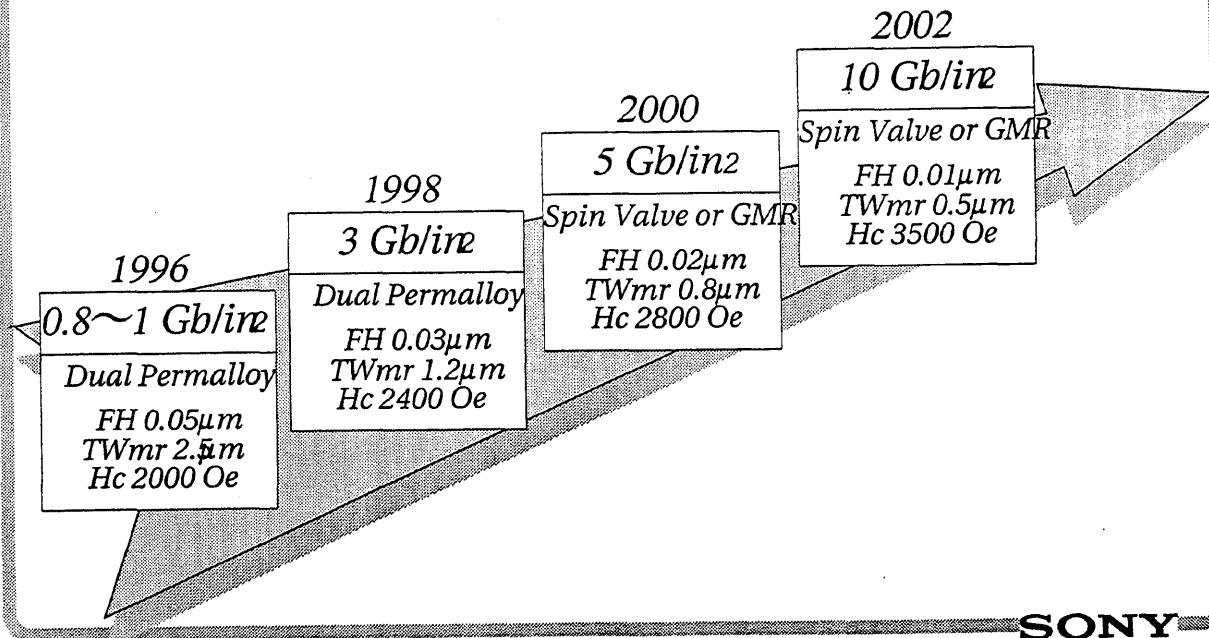 1996
0.8~1 Gb/in2
Dual Permalloy
FH 0.05μm
TWmr 2.5μm
Hc 2000 Oe
1998
3 Gb/in2
Dual Permalloy
FH 0.03μm
TWmr 1.2μm
Hc 2400 Oe
2000
5 Gb/in2
Spin Valve or GMR
FH 0.02μm
TWmr 0.8μm
Hc 2800 Oe
2002
10 Gb/in2
Spin Valve or GMR
FH 0.01μm
TWmr 0.5μm
Hc 3500 Oe
SONY